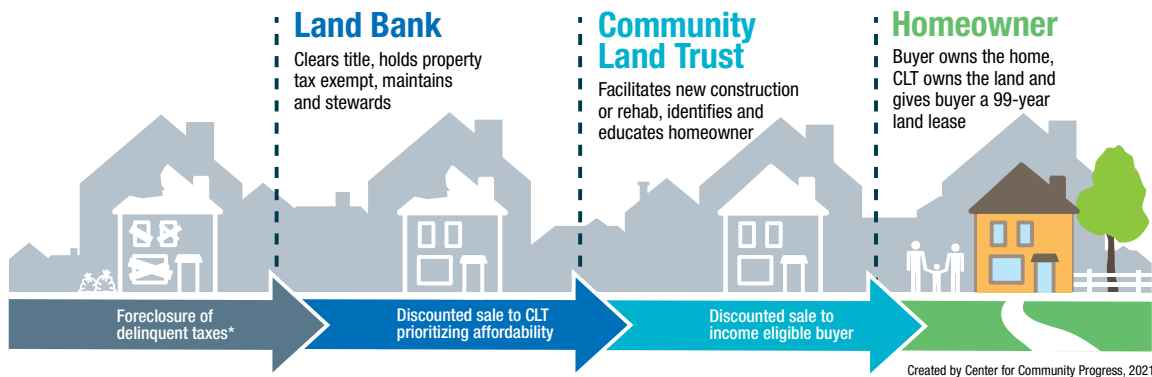 Land Bank
Clears title, holds property
tax exempt, maintains
and stewards
Community
Land Trust
Facilitates new construction
or rehab, identifies and
educates homeowner
Homeowner
Buyer owns the home,
CLT owns the land and
gives buyer a 99-year
land lease
Foreclosure of
delinquent taxes*
Discounted sale to CLT
prioritizing affordability
Discounted sale to
income eligible buyer
Created by Center for Community Progress, 2021